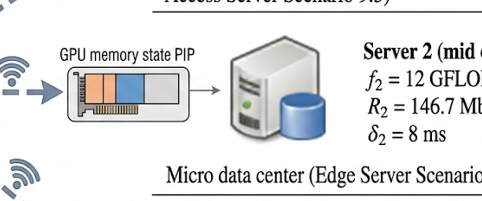 GPU memory state PIP
Server 2 (mid
f₂ = 12 GFLO
R₂ = 146.7 Mb
δ₂ = 8 ms
Micro data center (Edge Server Scenario